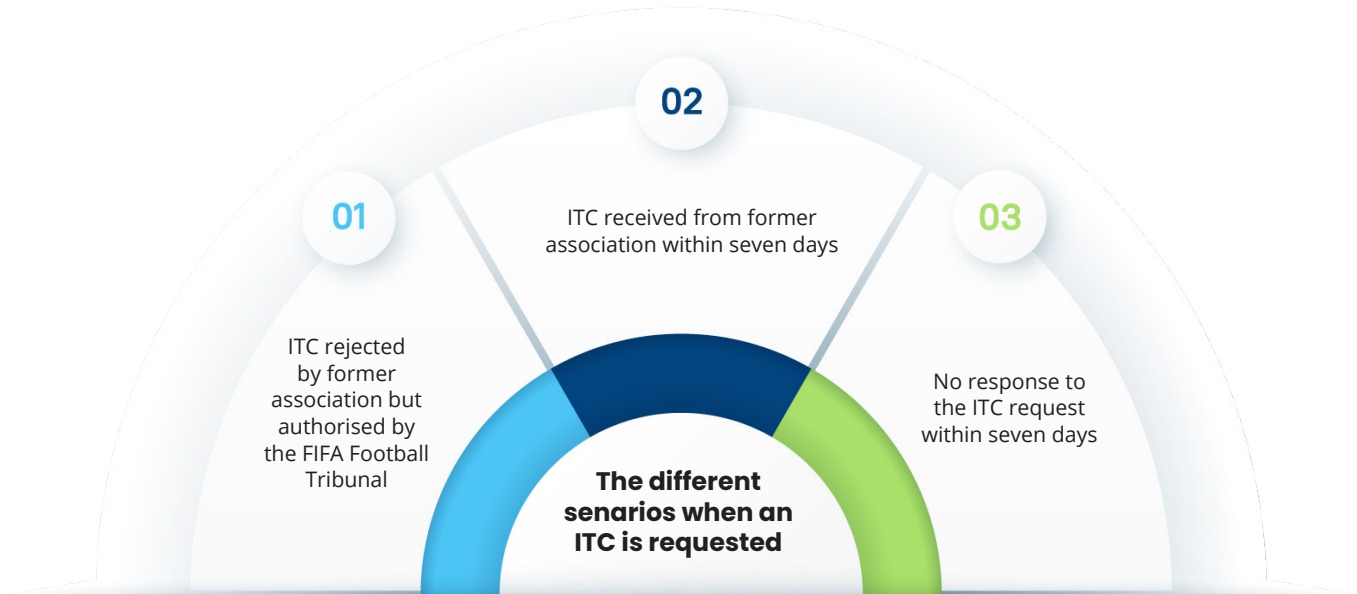 01
ITC rejected
by former
association but
authorised by
the FIFA Football
Tribunal
02
ITC received from former
association within seven days
03
No response to
the ITC request
within seven days
The different
senarios when an
ITC is requested